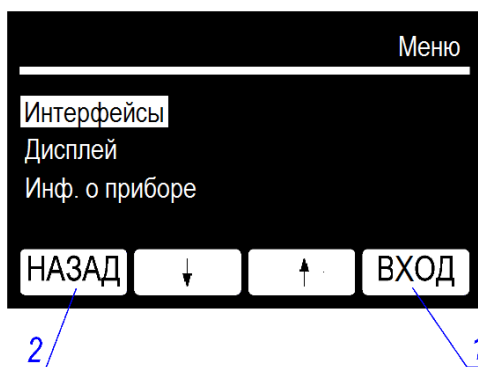 Меню
Интерфейсы
Дисплей
Инф. о приборе
НАЗАД ВХОД
2